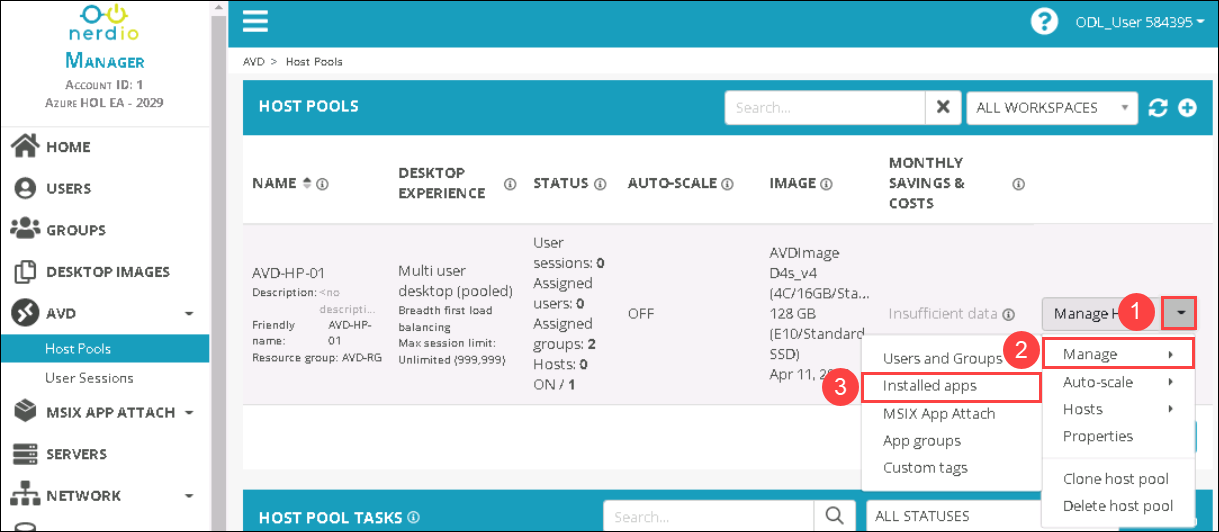 nerdio
MANAGER
ACCOUNT ID: 1
AZURE HOL EA - 2029
HOME
USERS
GROUPS
DESKTOP IMAGES
AVD
Host Pools
User Sessions
MSIX APP ATTACH
SERVERS
NETWORK
? ODL_User 584395
AVD > Host Pools
HOST POOLS
Search...
ALL WORKSPACES
NAME
DESKTOP
EXPERIENCE
STATUS
AUTO-SCALE
IMAGE
MONTHLY
SAVINGS &
COSTS
AVD-HP-01
Description: <no
descripti...
Friendly AVD-HP-
name: 01
Resource group: AVD-RG
Multi user
desktop (pooled)
Breadth first load
balancing
Max session limit:
Unlimited (999,999)
User
sessions: 0
Assigned
users: 0
Assigned
groups: 2
Hosts: 0
ON / 1
OFF
AVDImage
D4s_v4
(4C/16GB/Sta...
128 GB
(E10/Standard
SSD)
Apr 11, 2
Insufficient data
Manage H
1
2
Manage
Auto-scale
Hosts
Properties
Clone host pool
Delete host pool
Users and Groups
3
Installed apps
MSIX App Attach
App groups
Custom tags
HOST POOL TASKS
Search...
ALL STATUSES